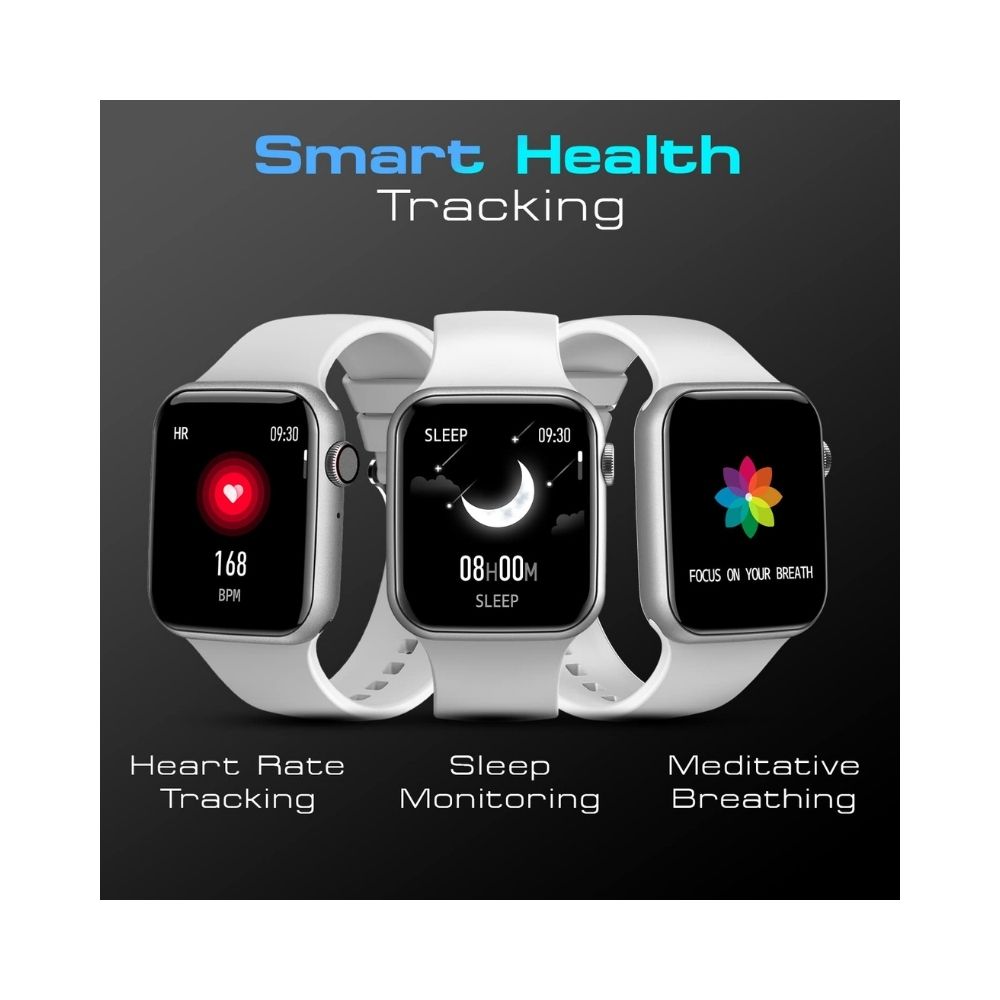 Smart Health
Tracking
HR 09:30
168
BPM
SLEEP 09:30
08H00M
SLEEP
FOCUS ON YOUR BREATH
Heart Rate
Tracking
Sleep
Monitoring
Meditative
Breathing